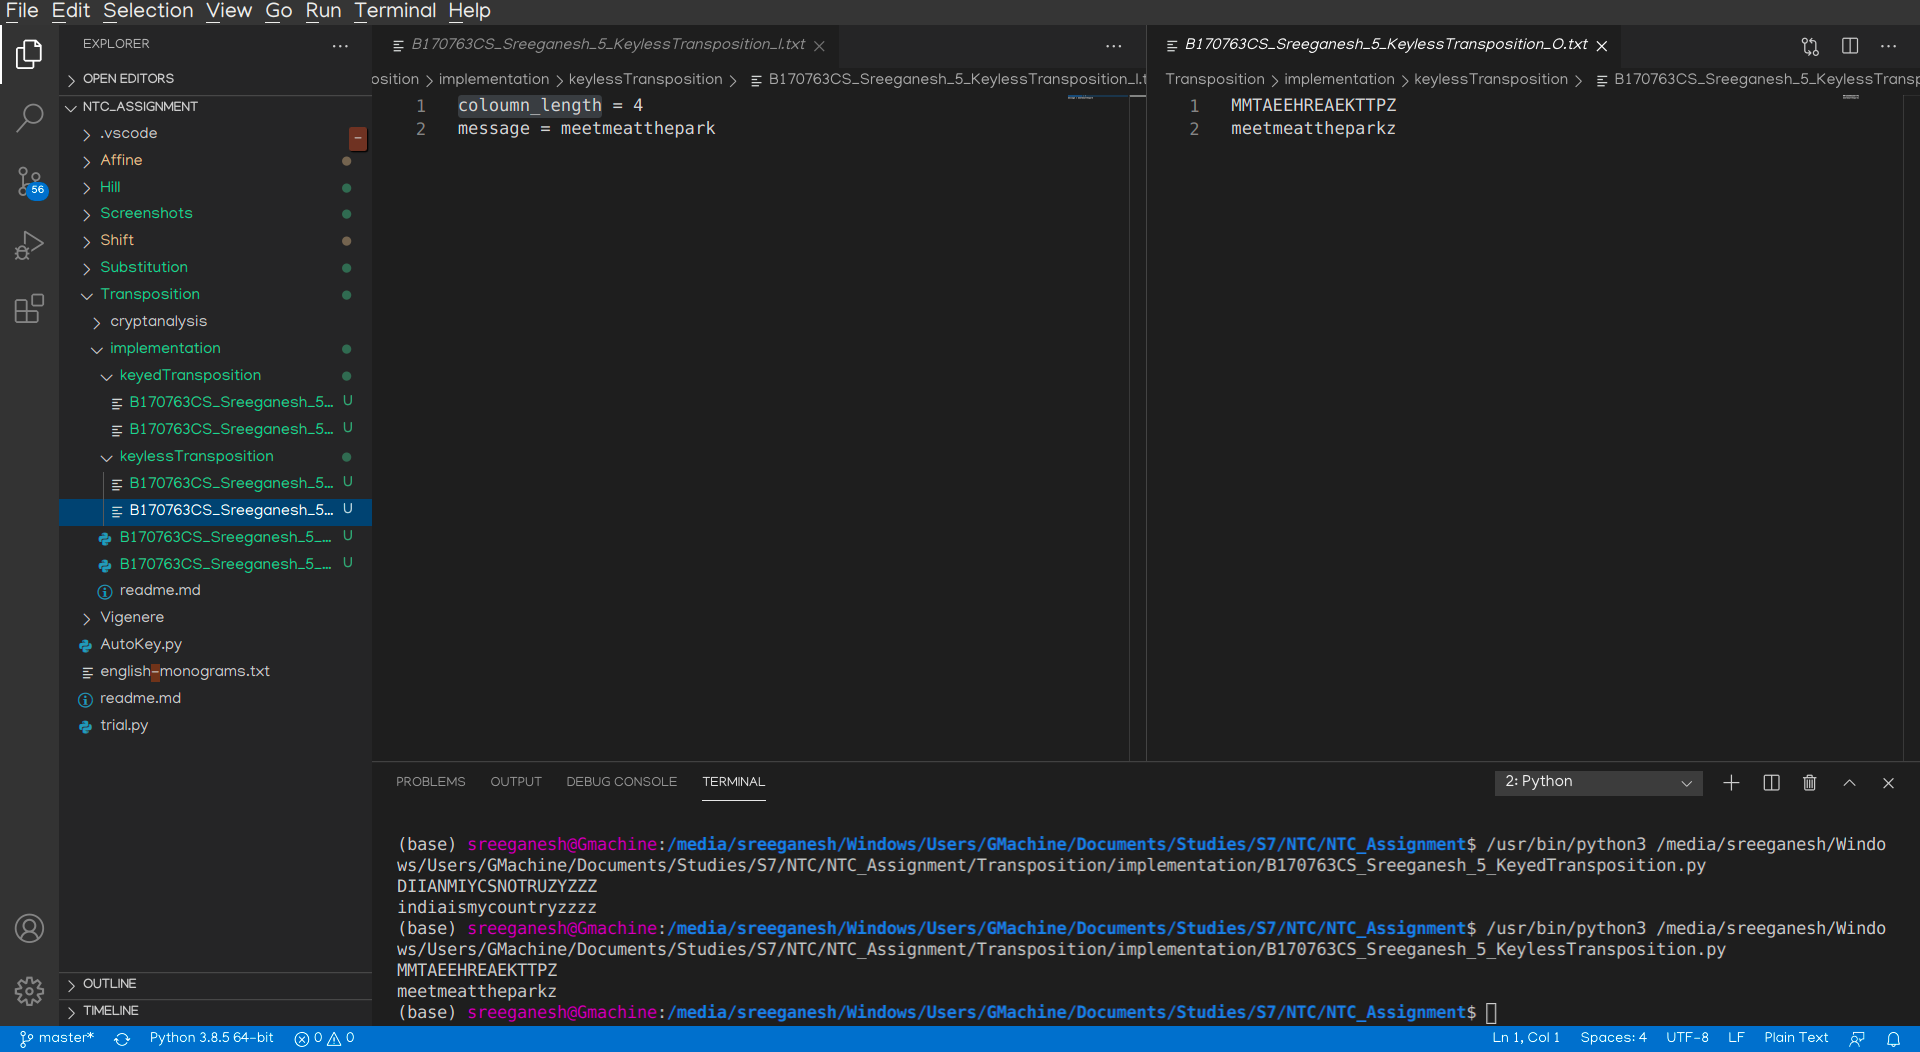 File Edit Selection View Go Run Terminal Help
EXPLORER
OPEN EDITORS
NTC_ASSIGNMENT
.vscode
Affine
Hill
Screenshots
Shift
Substitution
Transposition
cryptanalysis
implementation
keyedTransposition
B170763CS_Sreeganesh_5... U
B170763CS_Sreeganesh_5... U
keylessTransposition
B170763CS_Sreeganesh_5... U
B170763CS_Sreeganesh_5... U
B170763CS_Sreeganesh_5_... U
B170763CS_Sreeganesh_5_... U
readme.md
Vigenere
AutoKey.py
english-monograms.txt
readme.md
trial.py
OUTLINE
TIMELINE
56
B170763CS_Sreeganesh_5_KeylessTransposition_I.txt
osition > implementation > keylessTransposition > B170763CS_Sreeganesh_5_KeylessTransposition_I.t
1 coloumn_length = 4
2 message = meetmeatthepark
B170763CS_Sreeganesh_5_KeylessTransposition_O.txt
Transposition > implementation > keylessTransposition > B170763CS_Sreeganesh_5_KeylessTransp
1 MMTAEEHREAEKTTPZ
2 meetmeattheparkz
PROBLEMS OUTPUT DEBUG CONSOLE TERMINAL
2: Python
(base) sreeganesh@Gmachine:/media/sreeganesh/Windows/Users/GMachine/Documents/Studies/S7/NTC/NTC_Assignment$ /usr/bin/python3 /media/sreeganesh/Windo
ws/Users/GMachine/Documents/Studies/S7/NTC/NTC_Assignment/Transposition/implementation/B170763CS_Sreeganesh_5_KeyedTransposition.py
DIIANMIYCSNOTRUZYZZZ
indiaismycountryzzzz
(base) sreeganesh@Gmachine:/media/sreeganesh/Windows/Users/GMachine/Documents/Studies/S7/NTC/NTC_Assignment$ /usr/bin/python3 /media/sreeganesh/Windo
ws/Users/GMachine/Documents/Studies/S7/NTC/NTC_Assignment/Transposition/implementation/B170763CS_Sreeganesh_5_KeylessTransposition.py
MMTAEEHREAEKTTPZ
meetmeattheparkz
(base) sreeganesh@Gmachine:/media/sreeganesh/Windows/Users/GMachine/Documents/Studies/S7/NTC/NTC_Assignment$
master* Python 3.8.5 64-bit 0 0 Ln 1, Col 1 Spaces: 4 UTF-8 LF Plain Text